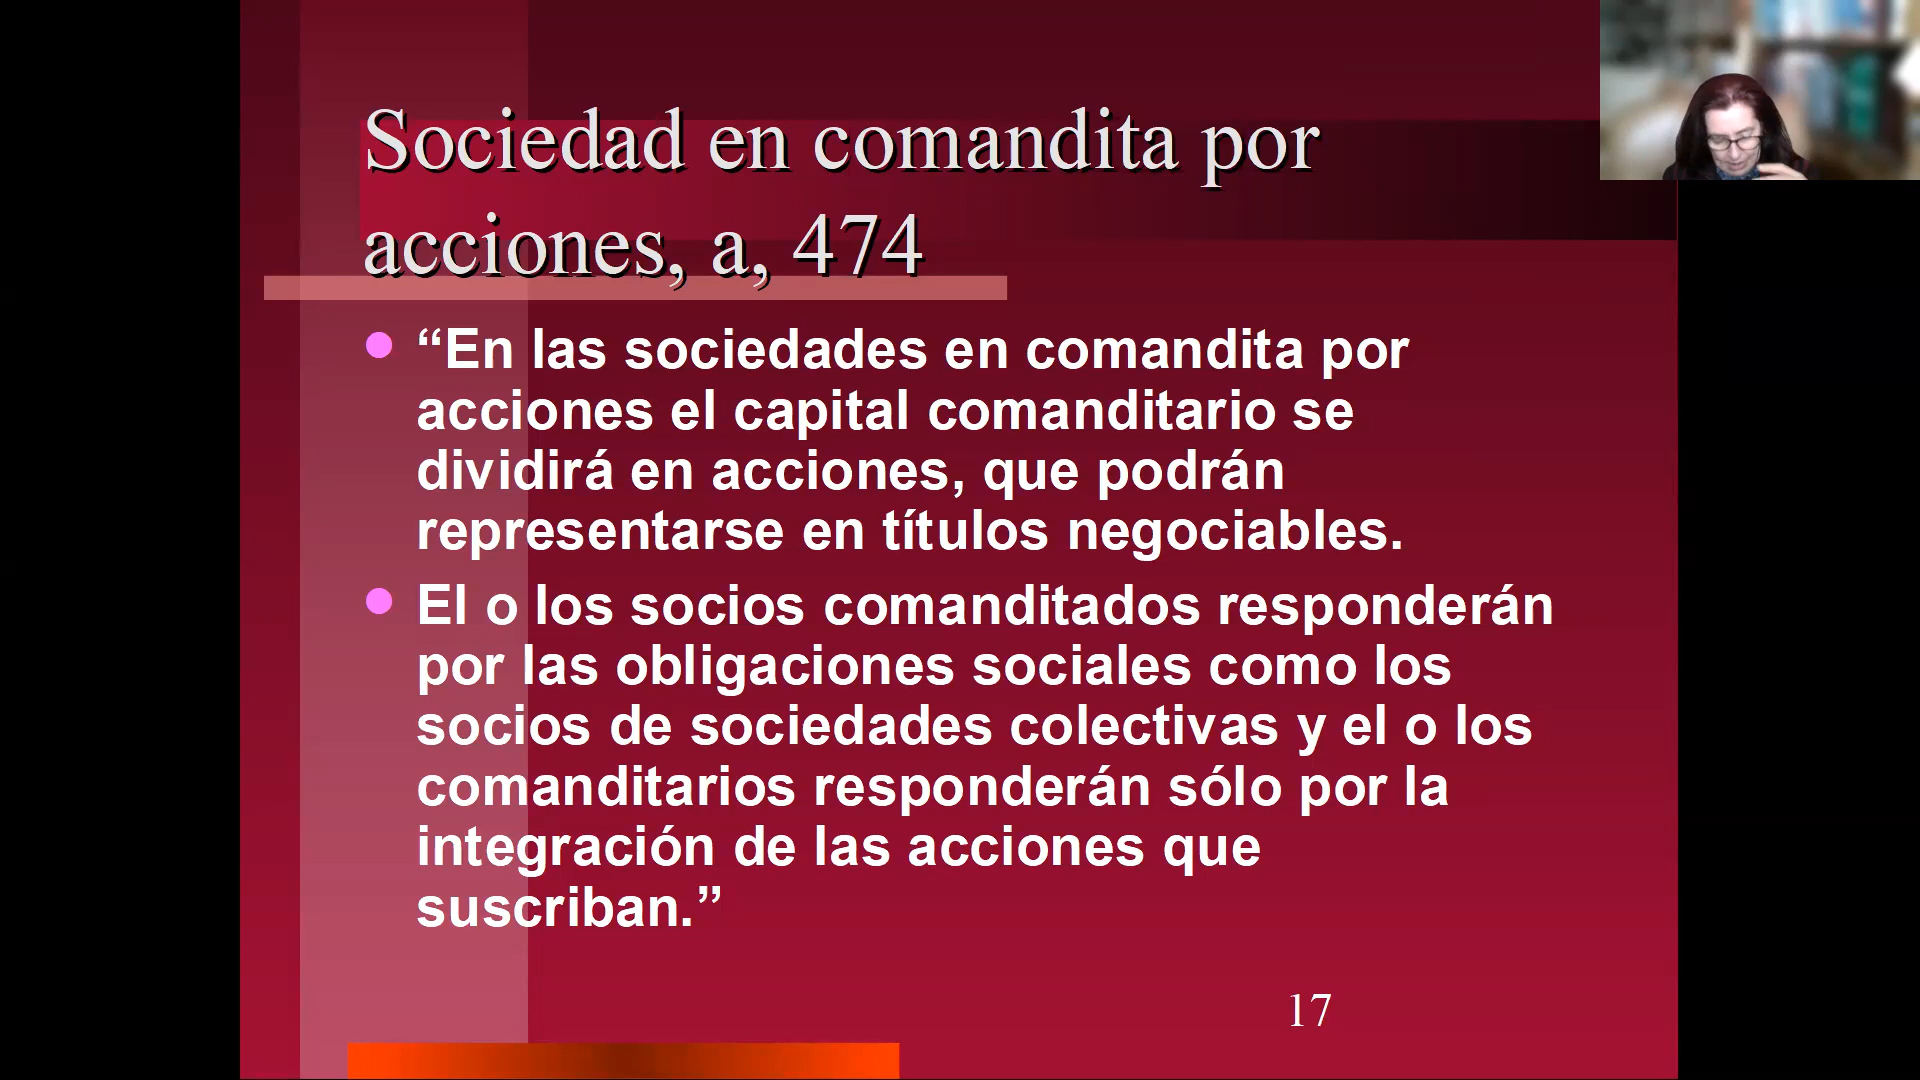 Sociedad en comandita por
acciones, a, 474
“En las sociedades en comandita por
acciones el capital comanditario se
dividirá en acciones, que podrán
representarse en títulos negociables.
El o los socios comanditados responderán
por las obligaciones sociales como los
socios de sociedades colectivas y el o los
comanditarios responderán sólo por la
integración de las acciones que
suscriban.”
17